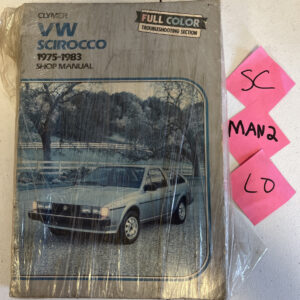 CLYMER
VW
SCIROCCO
1975-1983
SHOP MANUAL
FULL COLOR
TROUBLESHOOTING SECTION
SC
MAN2
LO